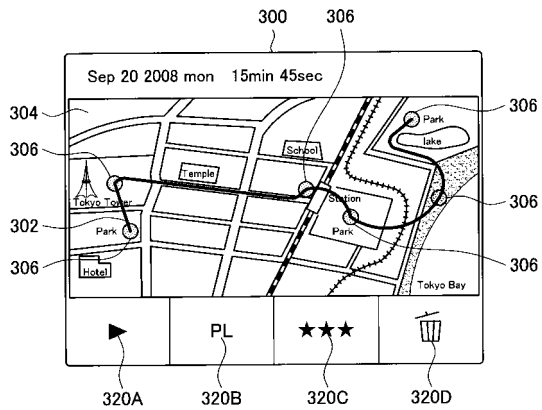 300 306
Sep 20 2008 mon 15min 45sec
304
Park 306
lake
306
School
Temple
Station
306
Tokyo Tower
302
Park
Park
306
306
Hotel
Tokyo Bay
PL ★★★
320A 320B 320C 320D